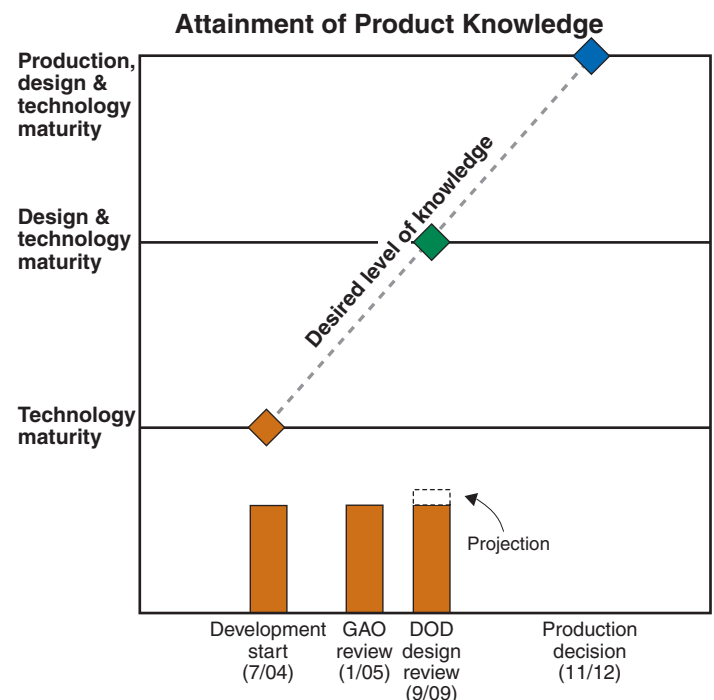 Attainment of Product Knowledge
Production,
design &
technology
maturity
Design &
technology
maturity
Technology
maturity
Desired level of knowledge
Projection
Development
start
(7/04)
GAO
review
(1/05)
DOD
design
review
(9/09)
Production
decision
(11/12)